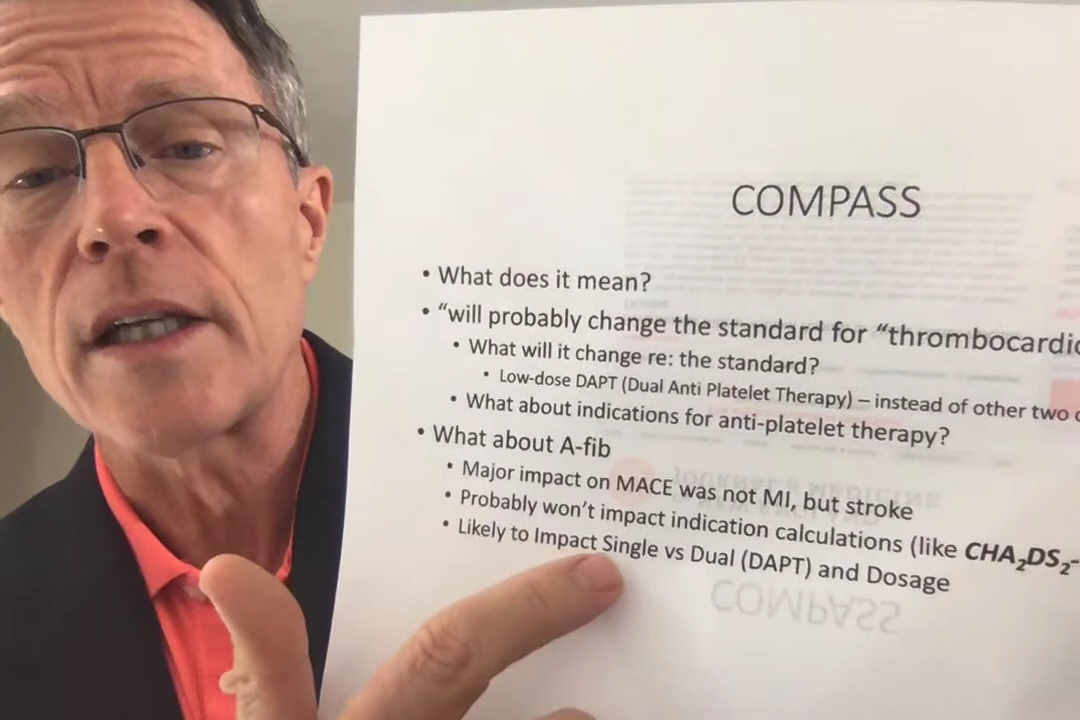 COMPASS
• What does it mean?
• “will probably change the standard for “thrombocardio
• What will it change re: the standard?
• Low-dose DAPT (Dual Anti Platelet Therapy) – instead of other two
• What about indications for anti-platelet therapy?
• What about A-fib
• Major impact on MACE was not MI, but stroke
• Probably won’t impact indication calculations (like CHA₂DS₂-
• Likely to Impact Single vs Dual (DAPT) and Dosage
COMPASS